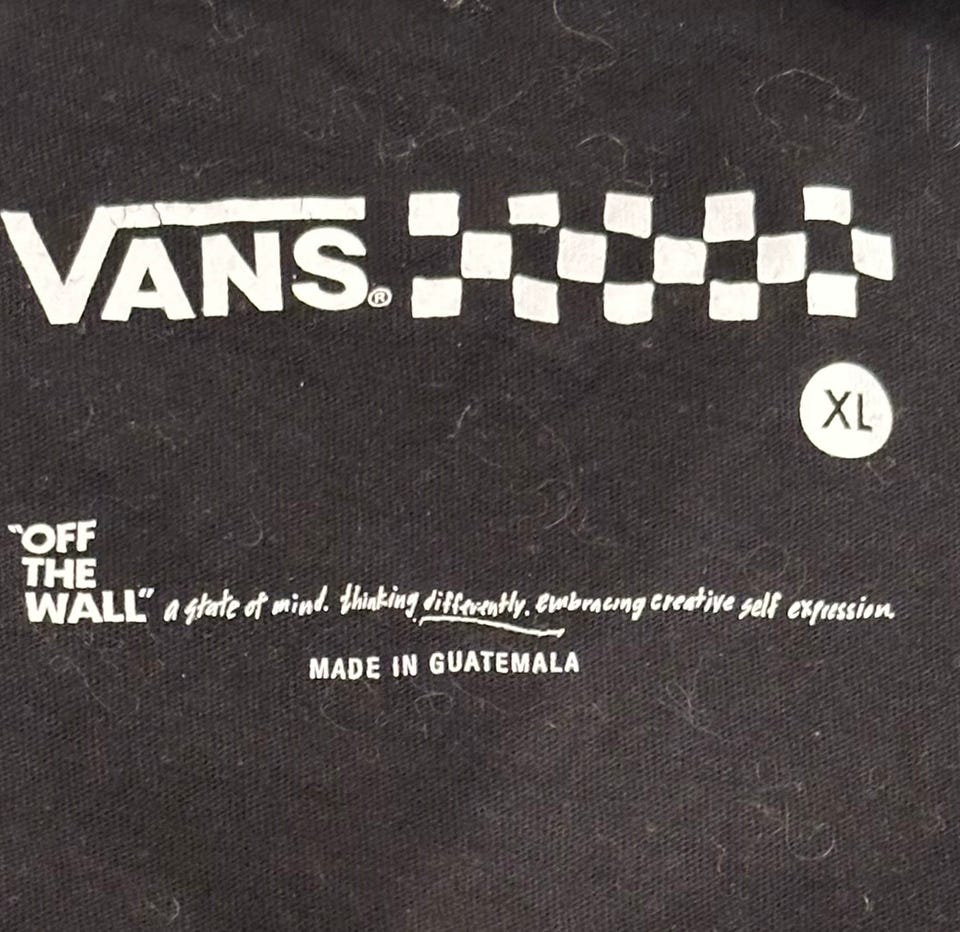 VANS®
XL
"OFF
THE
WALL" a state of mind. thinking differently. embracing creative self expression.
MADE IN GUATEMALA